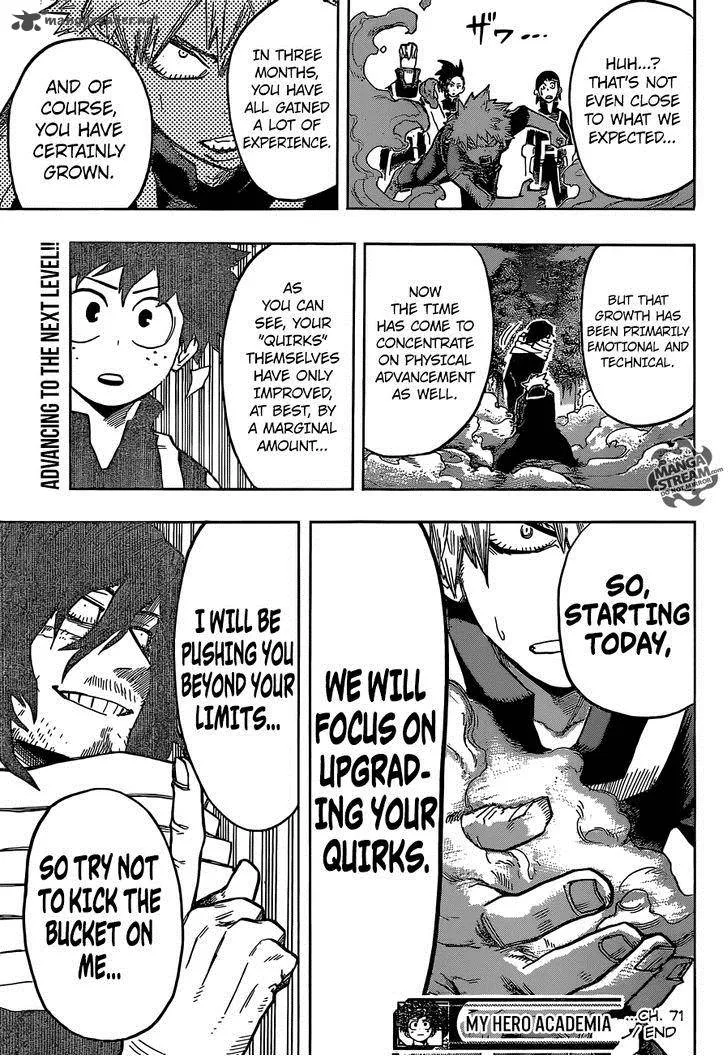 ザワ...
HUH...?
THAT'S NOT
EVEN CLOSE
TO WHAT WE
EXPECTED...
IN THREE
MONTHS,
YOU HAVE
ALL GAINED
A LOT OF
EXPERIENCE.
AND OF
COURSE,
YOU HAVE
CERTAINLY
GROWN.
BUT THAT
GROWTH HAS
BEEN PRIMARILY
EMOTIONAL AND
TECHNICAL.
NOW
THE TIME
HAS COME TO
CONCENTRATE
ON PHYSICAL
ADVANCEMENT
AS WELL.
AS
YOU CAN
SEE, YOUR
"QUIRKS"
THEMSELVES
HAVE ONLY
IMPROVED,
AT BEST, BY
A MARGINAL
AMOUNT...
ADVANCING TO THE NEXT LEVEL!!
MANGA
STREAM.com
DO NOT MIRROR
SO,
STARTING
TODAY,
WE WILL
FOCUS ON
UPGRAD-
ING YOUR
QUIRKS.
I WILL BE
PUSHING YOU
BEYOND YOUR
LIMITS...
SO TRY NOT
TO KICK THE
BUCKET ON
ME...
MY HERO ACADEMIA
...CH. 71
/END